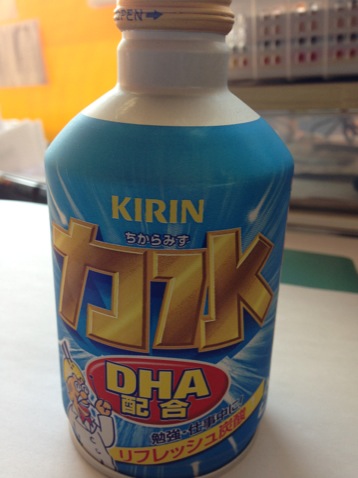 OPEN
KIRIN
ちからみず
力水
DHA
配合
勉強・仕事中に
リフレッシュ炭酸